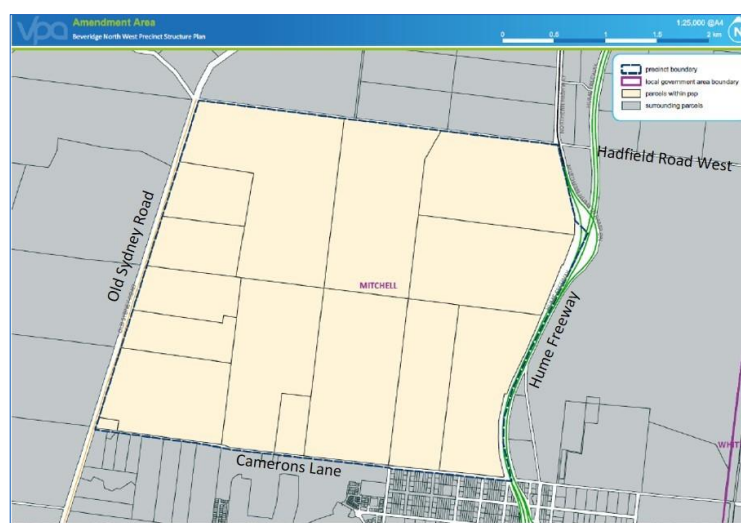 vpa
Amendment Area
Beveridge North West Precinct Structure Plan
1:25,000 @A4
0
0.5
1
1.5
2 km
N
precinct boundary
local government area boundary
parcels within psp
surrounding parcels
Hadfield Road West
Old Sydney Road
MITCHELL
Hume Freeway
Camerons Lane
WHIT